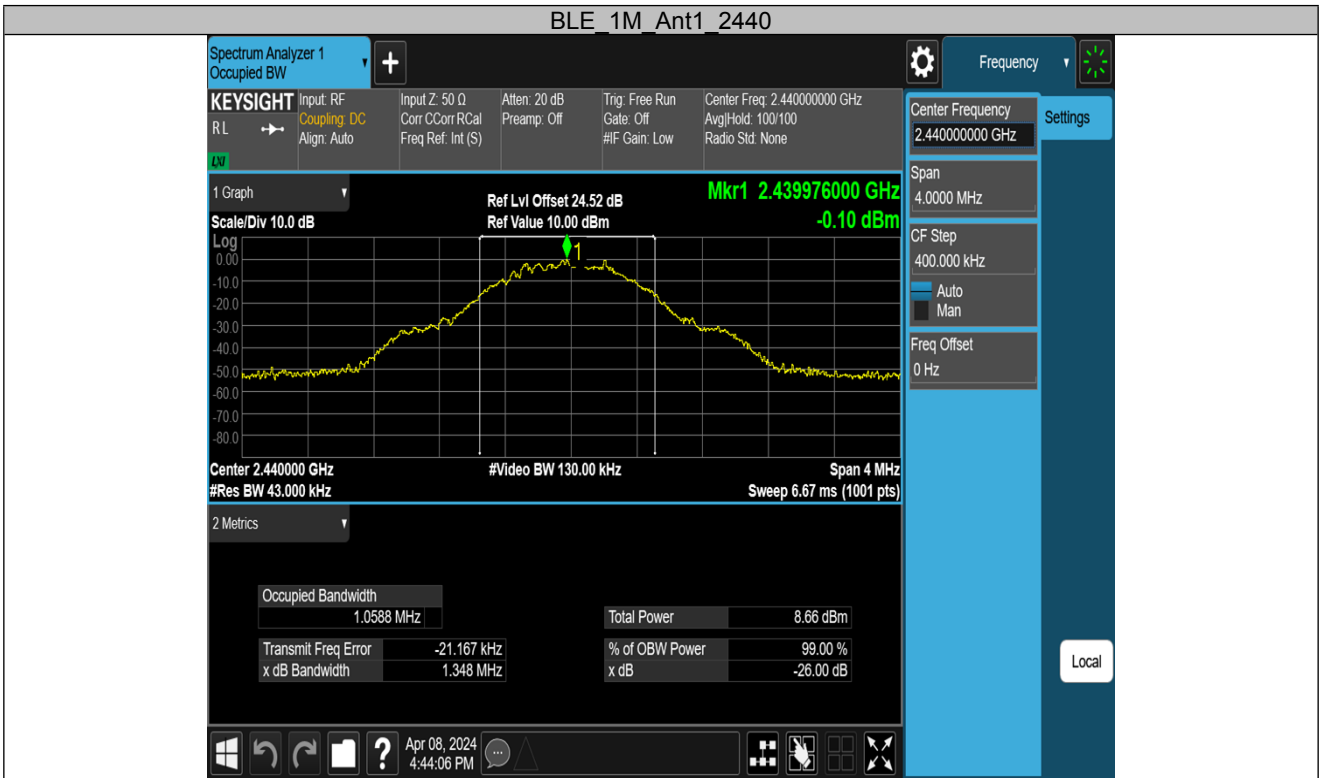 BLE_1M_Ant1_2440
Spectrum Analyzer 1
Occupied BW
+
Frequency
KEYSIGHT
RL
LXI
Input: RF
Coupling: DC
Align: Auto
Input Z: 50 Ω
Corr CCorr RCal
Freq Ref: Int (S)
Atten: 20 dB
Preamp: Off
Trig: Free Run
Gate: Off
#IF Gain: Low
Center Freq: 2.440000000 GHz
Avg|Hold: 100/100
Radio Std: None
Center Frequency
2.440000000 GHz
Settings
Span
4.0000 MHz
CF Step
400.000 kHz
Auto
Man
Freq Offset
0 Hz
1 Graph
Scale/Div 10.0 dB
Ref Lvl Offset 24.52 dB
Ref Value 10.00 dBm
Mkr1 2.439976000 GHz
-0.10 dBm
Log
0.00
-10.0
-20.0
-30.0
-40.0
-50.0
-60.0
-70.0
-80.0
1
Center 2.440000 GHz
#Video BW 130.00 kHz
Span 4 MHz
#Res BW 43.000 kHz
Sweep 6.67 ms (1001 pts)
2 Metrics
Occupied Bandwidth
1.0588 MHz
Total Power 8.66 dBm
Transmit Freq Error -21.167 kHz
% of OBW Power 99.00 %
x dB Bandwidth 1.348 MHz
x dB -26.00 dB
Local
?
Apr 08, 2024
4:44:06 PM